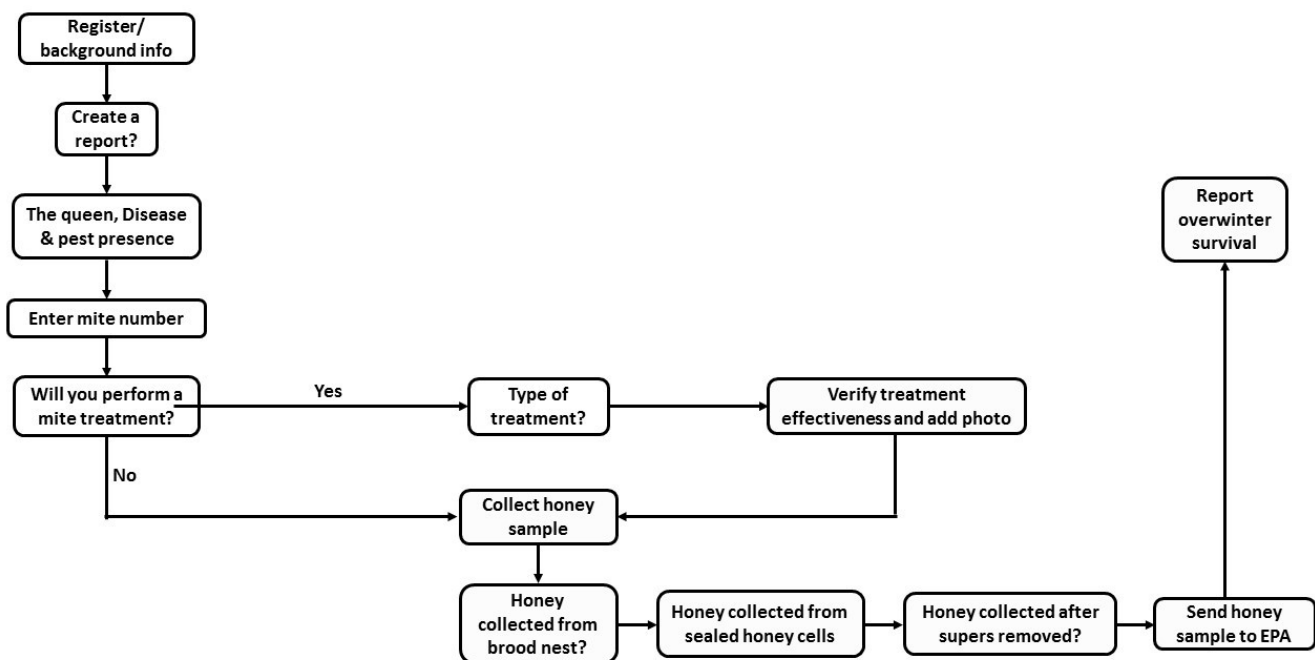 Register/
background info
Create a
report?
The queen, Disease
& pest presence
Enter mite number
Will you perform a
mite treatment?
Yes
Type of
treatment?
Verify treatment
effectiveness and add photo
No
Collect honey
sample
Honey
collected from
brood nest?
Honey collected from
sealed honey cells
Honey collected after
supers removed?
Send honey
sample to EPA
Report
overwinter
survival